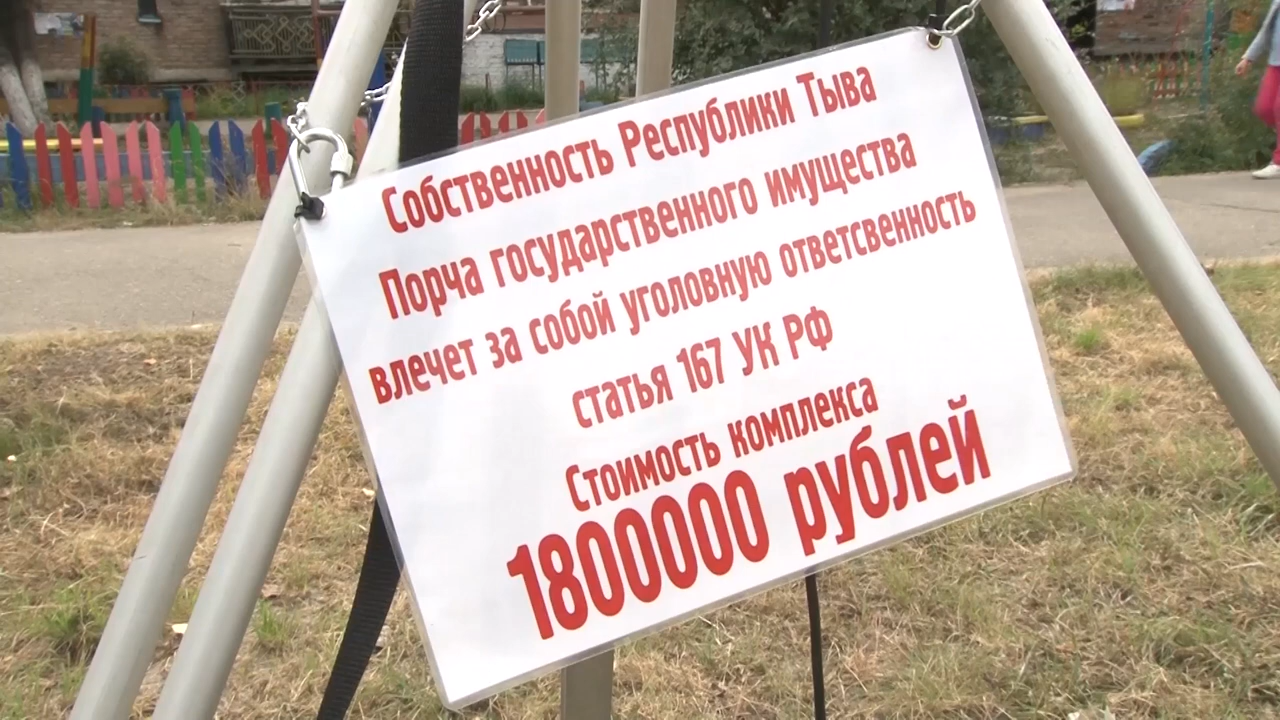 Собственность Республики Тыва
Порча государственного имущества
влечет за собой уголовную ответсвенность
статья 167 УК РФ
Стоимость комплекса
1800000 рублей